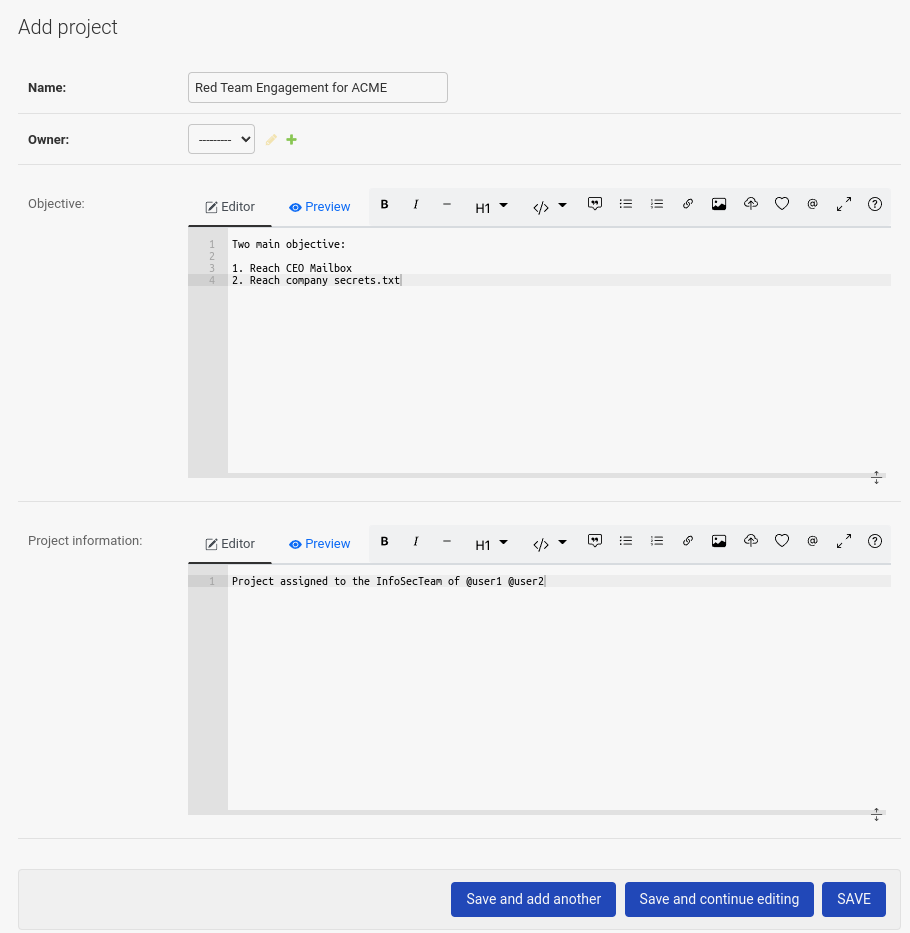 Add project
Name:
Red Team Engagement for ACME
Owner:
---------
Objective:
Editor
Preview
B I — H1 </> @
1 Two main objective:
2
3 1. Reach CEO Mailbox
4 2. Reach company secrets.txt
Project information:
Editor
Preview
B I — H1 </> @
1 Project assigned to the InfoSecTeam of @user1 @user2
Save and add another
Save and continue editing
SAVE